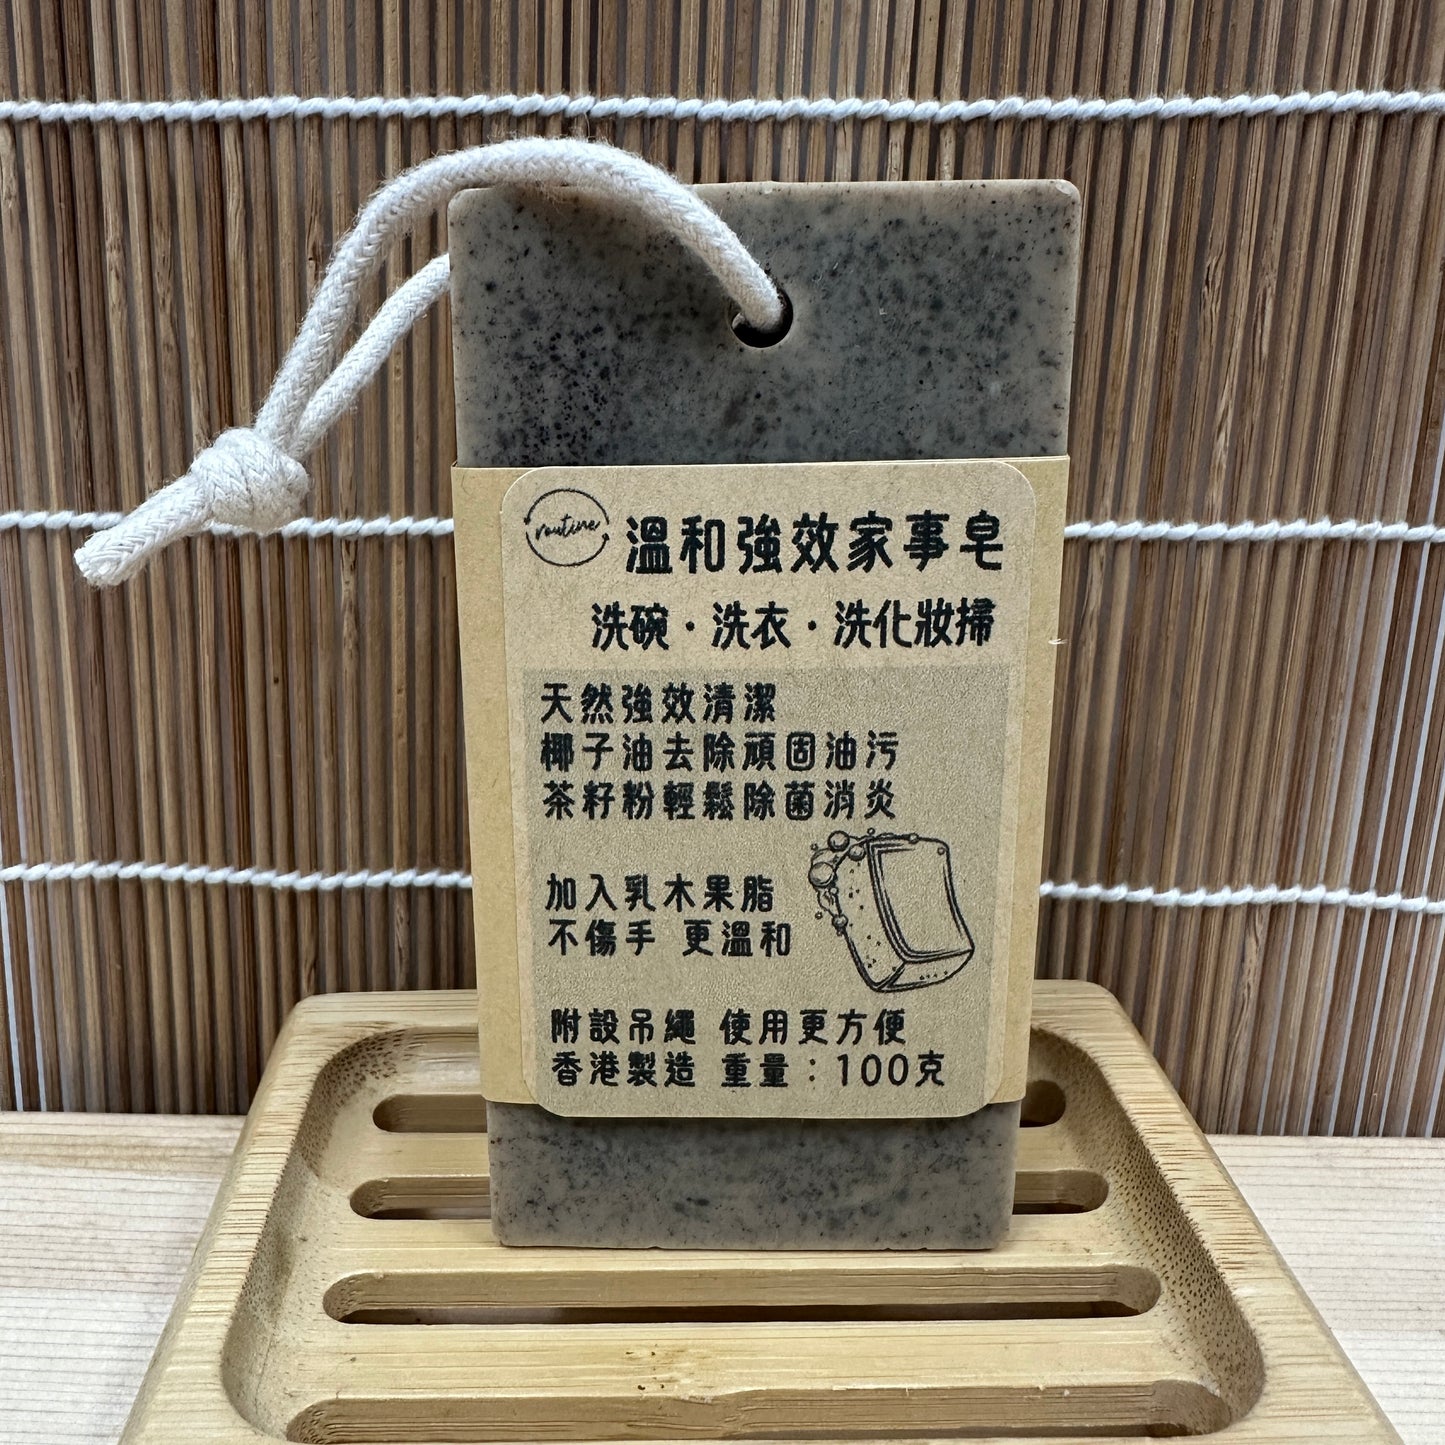 routine
溫和強效家事皂
洗碗·洗衣·洗化妝掃
天然強效清潔
椰子油去除頑固油污
茶籽粉輕鬆除菌消炎
加入乳木果脂
不傷手 更溫和
附設吊繩 使用更方便
香港製造 重量：100克